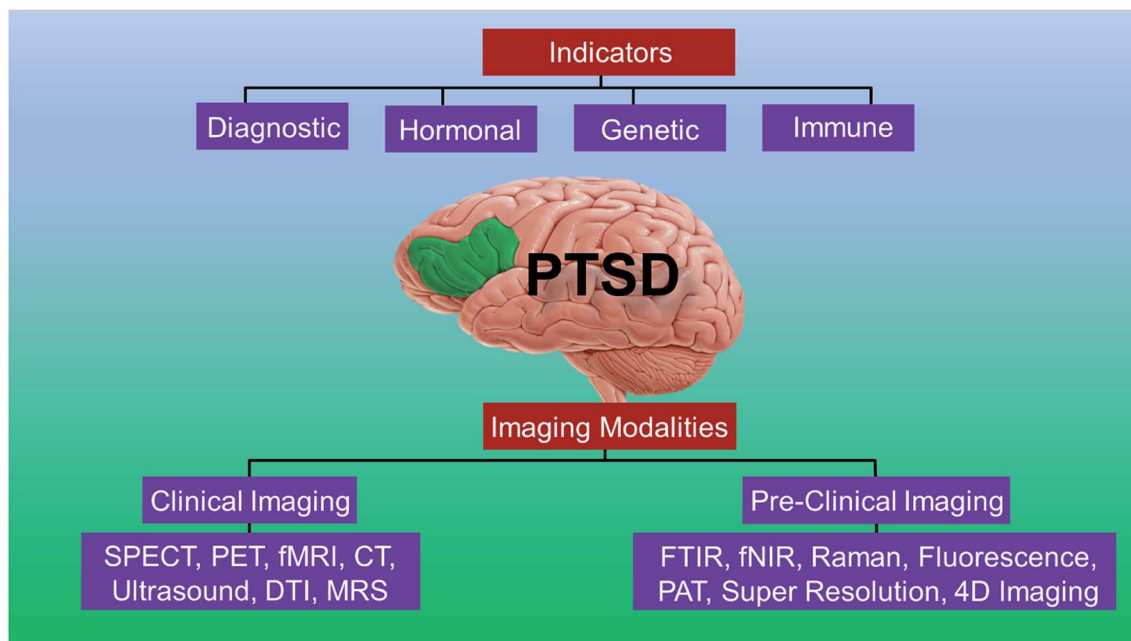 Indicators
Diagnostic
Hormonal
Genetic
Immune
PTSD
Imaging Modalities
Clinical Imaging
SPECT, PET, fMRI, CT,
Ultrasound, DTI, MRS
Pre-Clinical Imaging
FTIR, fNIR, Raman, Fluorescence,
PAT, Super Resolution, 4D Imaging